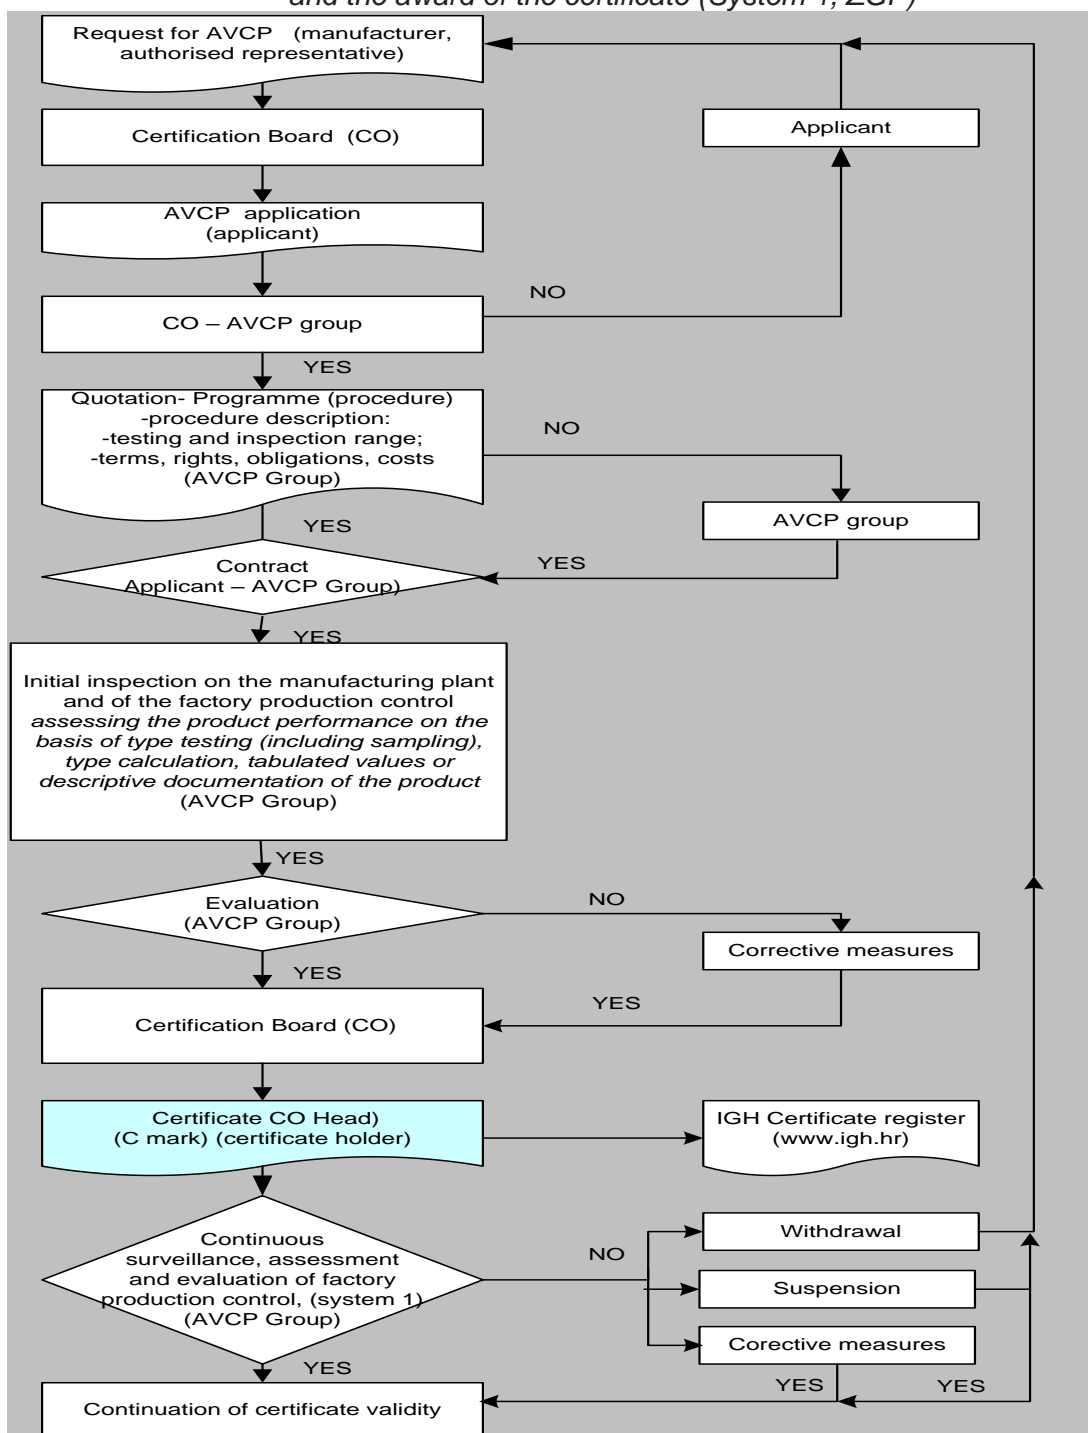 and the award of the certificate (System 1, ZGP)
Request for AVCP (manufacturer,
authorised representative)
Certification Board (CO)
Applicant
AVCP application
(applicant)
NO
CO – AVCP group
YES
Quotation- Programme (procedure)
-procedure description:
-testing and inspection range;
-terms, rights, obligations, costs
(AVCP Group)
NO
AVCP group
YES
YES
Contract
Applicant – AVCP Group)
YES
Initial inspection on the manufacturing plant
and of the factory production control
assessing the product performance on the
basis of type testing (including sampling),
type calculation, tabulated values or
descriptive documentation of the product
(AVCP Group)
YES
Evaluation
(AVCP Group)
NO
Corrective measures
YES
YES
Certification Board (CO)
Certificate CO Head)
(C mark) (certificate holder)
IGH Certificate register
(www.igh.hr)
Continuous
surveillance, assessment
and evaluation of factory
production control, (system 1)
(AVCP Group)
NO
Withdrawal
Suspension
Corective measures
YES
YES
YES
Continuation of certificate validity